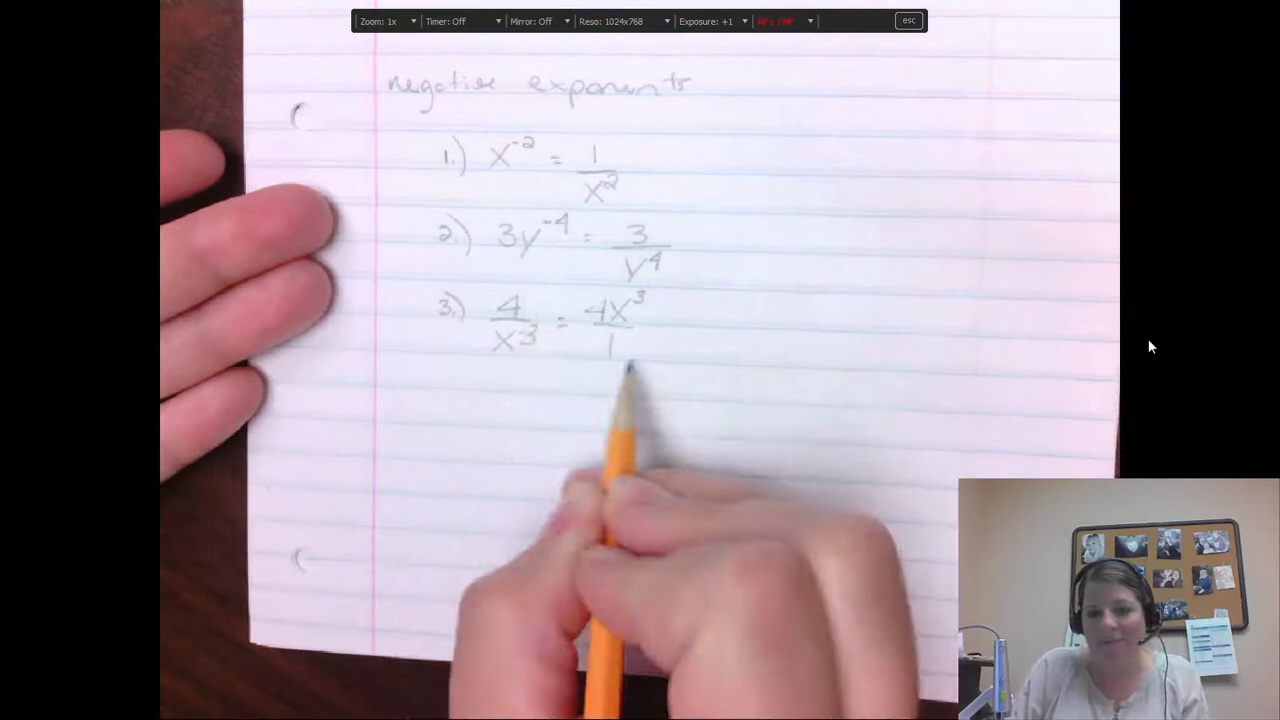 Zoom: 1x Timer: Off Mirror: Off Reso: 1024x768 Exposure: +1 esc
negative exponents
1.) x⁻² = 1/x²
2.) 3y⁻⁴ = 3/y⁴
3.) 4/x⁻³ = 4x³/1